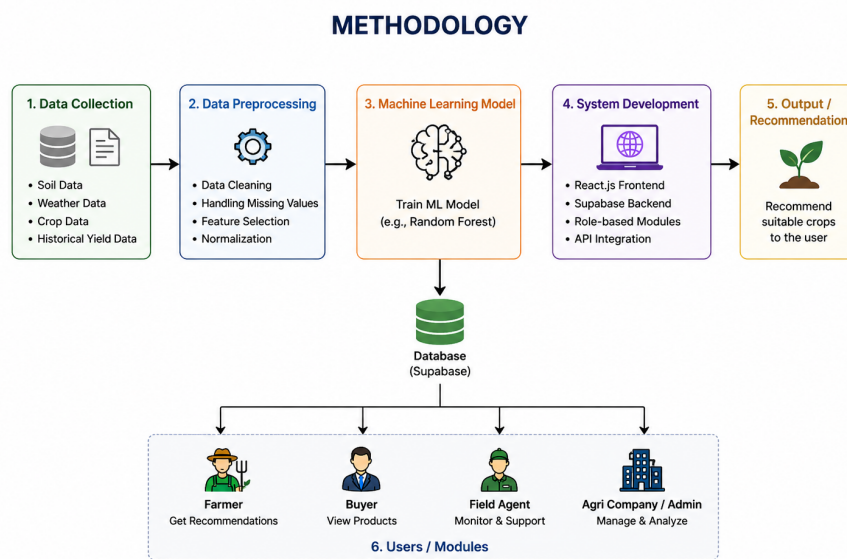 METHODOLOGY
1. Data Collection
• Soil Data
• Weather Data
• Crop Data
• Historical Yield Data
2. Data Preprocessing
• Data Cleaning
• Handling Missing Values
• Feature Selection
• Normalization
3. Machine Learning Model
Train ML Model
(e.g., Random Forest)
4. System Development
• React.js Frontend
• Supabase Backend
• Role-based Modules
• API Integration
5. Output /
Recommendation
Recommend
suitable crops
to the user
Database
(Supabase)
Farmer
Get Recommendations
Buyer
View Products
Field Agent
Monitor & Support
Agri Company / Admin
Manage & Analyze
6. Users / Modules